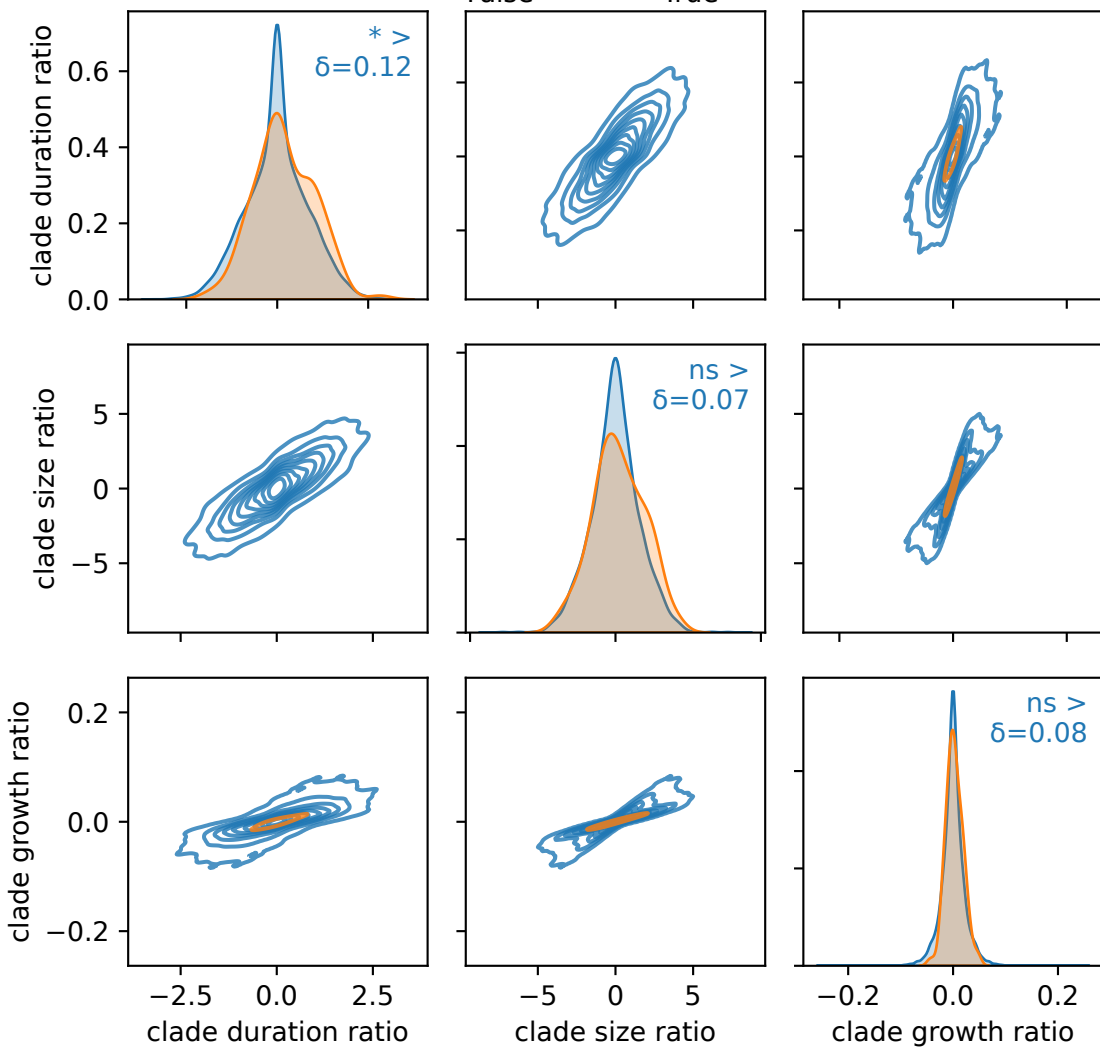 clade duration ratio
0.6
0.4
0.2
0.0
* >
δ=0.12
clade size ratio
5
0
−5
ns >
δ=0.07
clade growth ratio
0.2
0.0
−0.2
ns >
δ=0.08
−2.5 0.0 2.5
−5 0 5
−0.2 0.0 0.2
clade duration ratio
clade size ratio
clade growth ratio